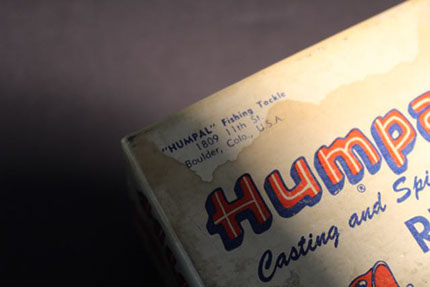 "HUMPAL" Fishing Tackle
1809 11th St
Boulder, Colo., U.S.A
Humpa
®
Casting and Spi
R